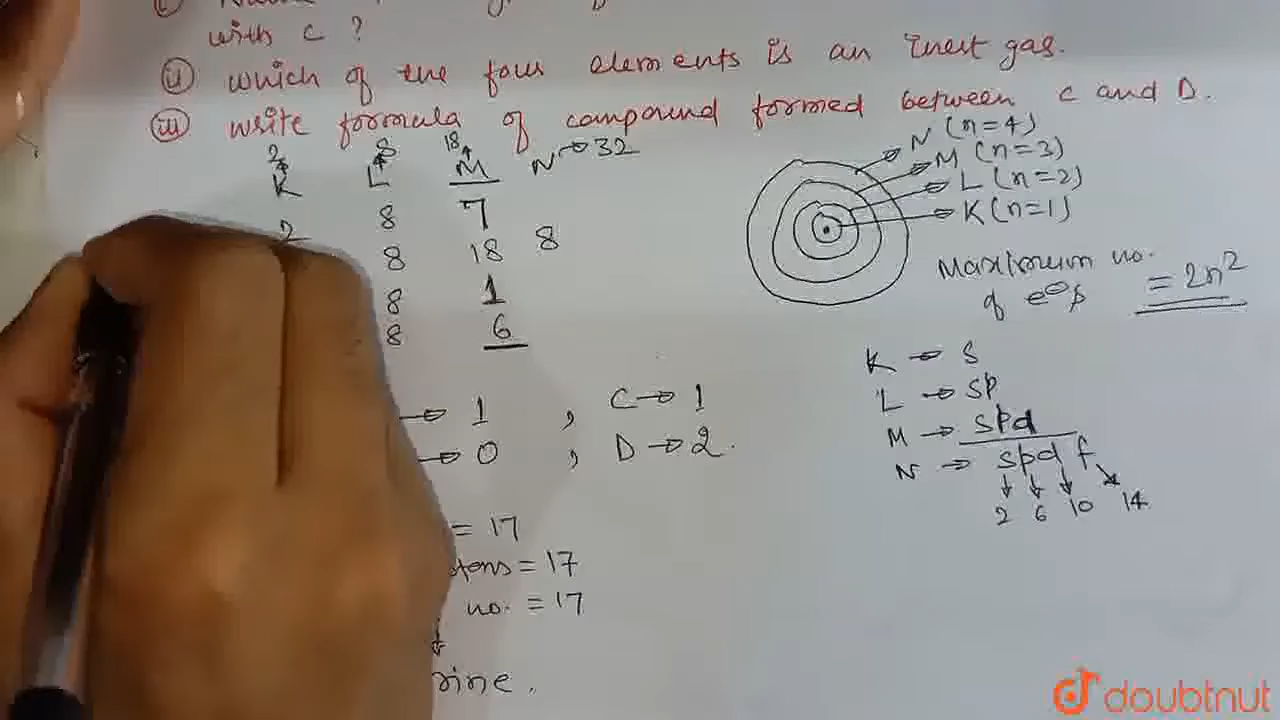 with c ?
ii which of the four elements is an inert gas.
iii write formula of compound formed between c and D.
2 8 18 N → 32
K L M
N (n=4)
M (n=3)
L (n=2)
K (n=1)
2 8 7
8 18 8
8 1
8 6
Maximum no.
of e⊖s = 2n²
K → S
L → SP
M → spd
N → spdf
2 6 10 14
→ 1 , C → 1
→ 0 , D → 2.
= 17
= 17
no. = 17
rine.
doubtnut